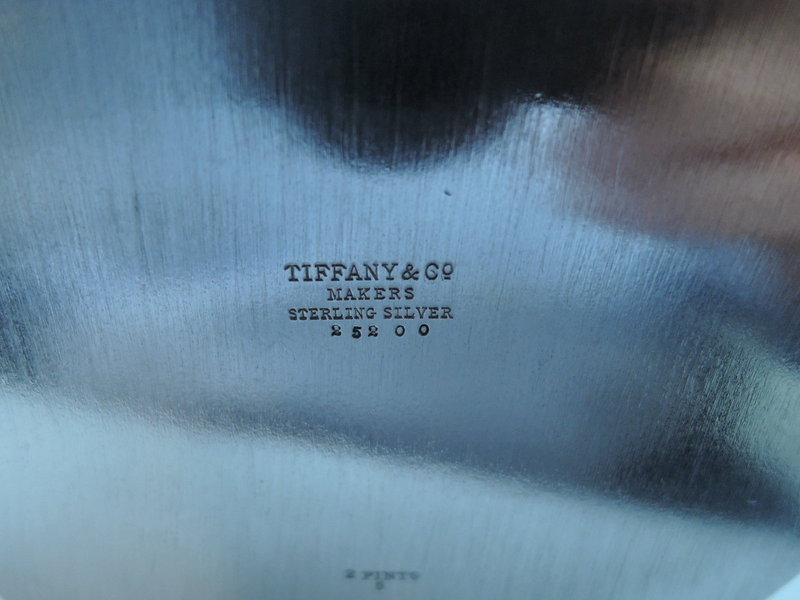 TIFFANY & Cº
MAKERS
STERLING SILVER
25200
2 PINTS